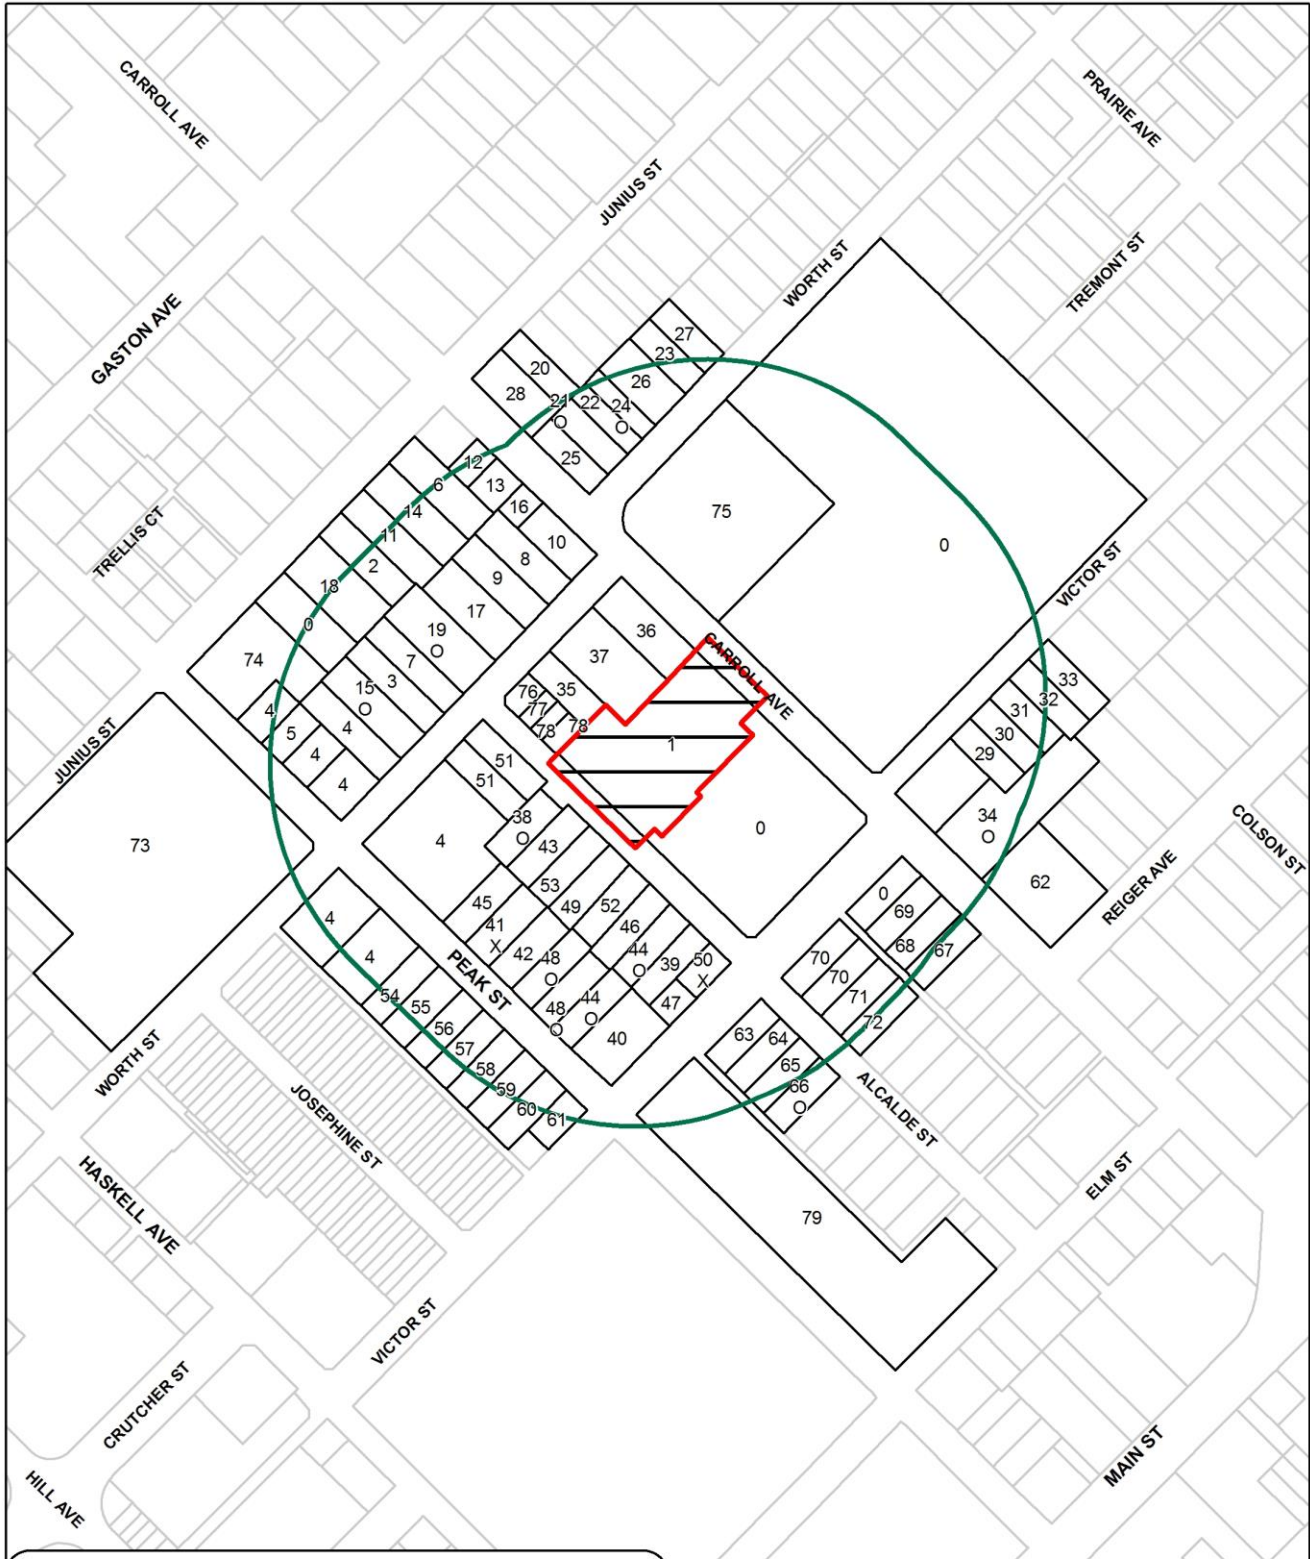 CARROLL AVE
PRAIRIE AVE
JUNIUS ST
WORTH ST
TREMONT ST
GASTON AVE
27
23
20
26
28
21
O
22
24
O
25
12
6
13
16
14
75
11
10
0
TRELLIS CT
2
8
9
VICTOR ST
18
17
0
19
O
36
CARROLL AVE
74
7
37
3
33
15
O
76
35
32
4
77
31
5
4
78
78
30
JUNIUS ST
1
29
4
51
4
51
34
O
38
O
0
COLSON ST
73
4
43
62
REIGER AVE
53
0
45
49
52
69
4
41
X
46
68
67
4
42
48
O
44
O
39
50
X
70
70
PEAK ST
54
55
48
O
44
O
47
71
56
40
63
64
72
WORTH ST
57
65
58
59
66
O
60
61
ALCALDE ST
JOSEPHINE ST
HASKELL AVE
ELM ST
79
VICTOR ST
CRUTCHER ST
MAIN ST
HILL AVE